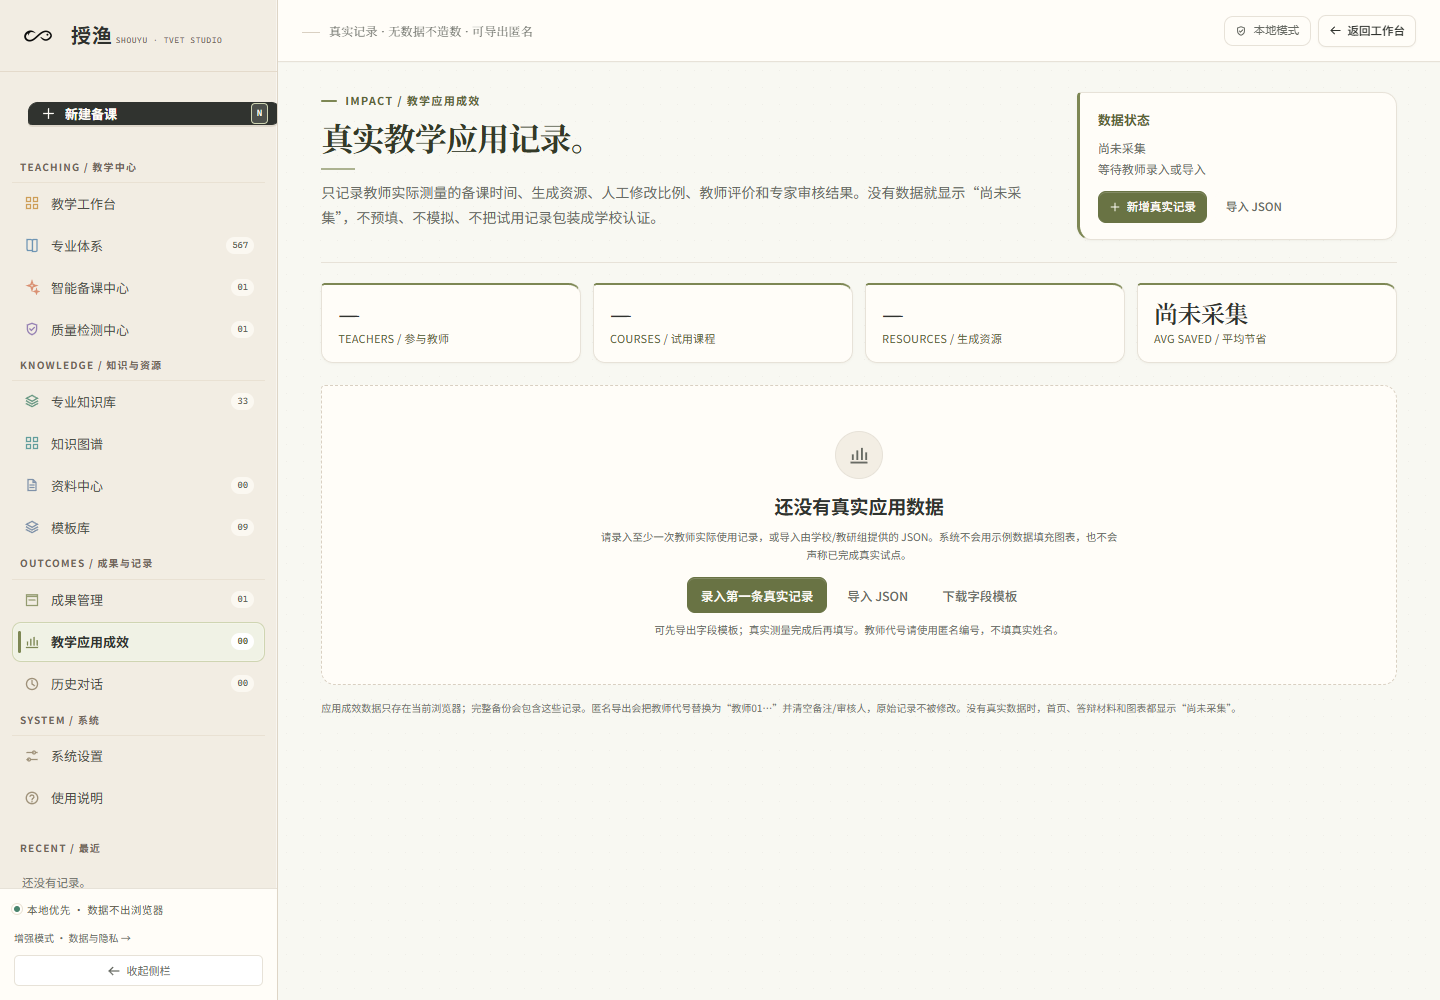 授渔 SHOUYU · TVET STUDIO
新建备课 N
TEACHING / 教学中心
教学工作台
专业体系 567
智能备课中心 01
质量检测中心 01
KNOWLEDGE / 知识与资源
专业知识库 33
知识图谱
资料中心 00
模板库 09
OUTCOMES / 成果与记录
成果管理 01
教学应用成效 00
历史对话 00
SYSTEM / 系统
系统设置
使用说明
RECENT / 最近
还没有记录。
本地优先 · 数据不出浏览器
增强模式 · 数据与隐私 →
← 收起侧栏
真实记录 · 无数据不造数 · 可导出匿名
本地模式
← 返回工作台
IMPACT / 教学应用成效
真实教学应用记录。
只记录教师实际测量的备课时间、生成资源、人工修改比例、教师评价和专家审核结果。没有数据就显示“尚未采
集”，不预填、不模拟、不把试用记录包装成学校认证。
数据状态
尚未采集
等待教师录入或导入
+ 新增真实记录 导入 JSON
—
TEACHERS / 参与教师
—
COURSES / 试用课程
—
RESOURCES / 生成资源
尚未采集
AVG SAVED / 平均节省
还没有真实应用数据
请录入至少一次教师实际使用记录，或导入由学校/教研组提供的 JSON。系统不会用示例数据填充图表，也不会
声称已完成真实试点。
录入第一条真实记录 导入 JSON 下载字段模板
可先导出字段模板；真实测量完成后再填写。教师代号请使用匿名编号，不填真实姓名。
应用成效数据只存在当前浏览器；完整备份会包含这些记录。匿名导出会把教师代号替换为“教师01…”并清空备注/审核人，原始记录不被修改。没有真实数据时，首页、答辩材料和图表都显示“尚未采集”。